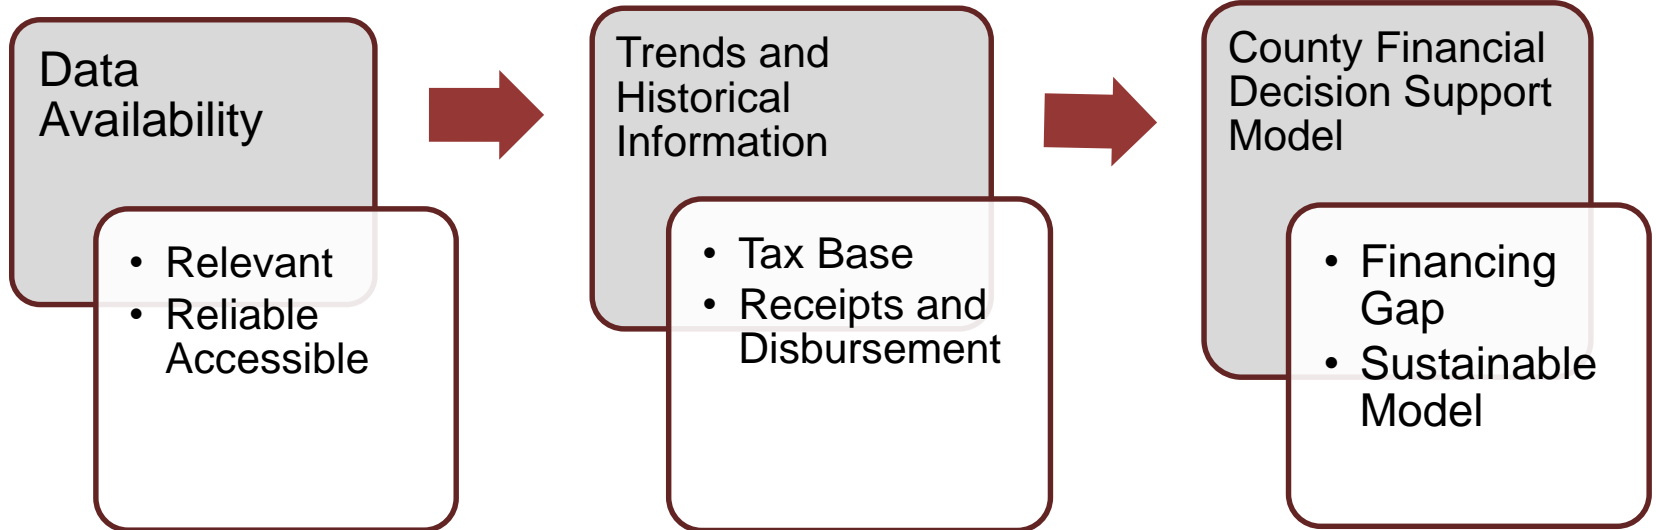 Data
Availability
• Relevant
• Reliable
Accessible
Trends and
Historical
Information
• Tax Base
• Receipts and
Disbursement
County Financial
Decision Support
Model
• Financing
Gap
• Sustainable
Model